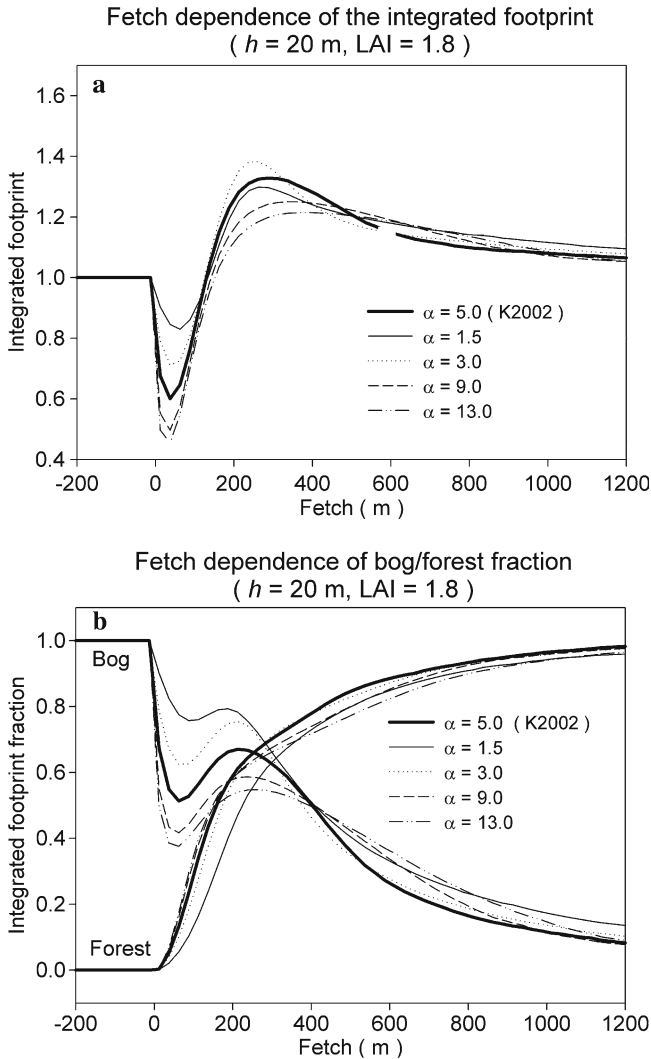 Fetch dependence of the integrated footprint
( h = 20 m, LAI = 1.8 )
a
1.6
1.4
1.2
1.0
0.8
0.6
0.4
Integrated footprint
α = 5.0 ( K2002 )
α = 1.5
α = 3.0
α = 9.0
α = 13.0
-200 0 200 400 600 800 1000 1200
Fetch ( m )
Fetch dependence of bog/forest fraction
( h = 20 m, LAI = 1.8 )
b
1.0
0.8
0.6
0.4
0.2
0.0
Integrated footprint fraction
Bog
α = 5.0 ( K2002 )
α = 1.5
α = 3.0
α = 9.0
α = 13.0
Forest
-200 0 200 400 600 800 1000 1200
Fetch ( m )